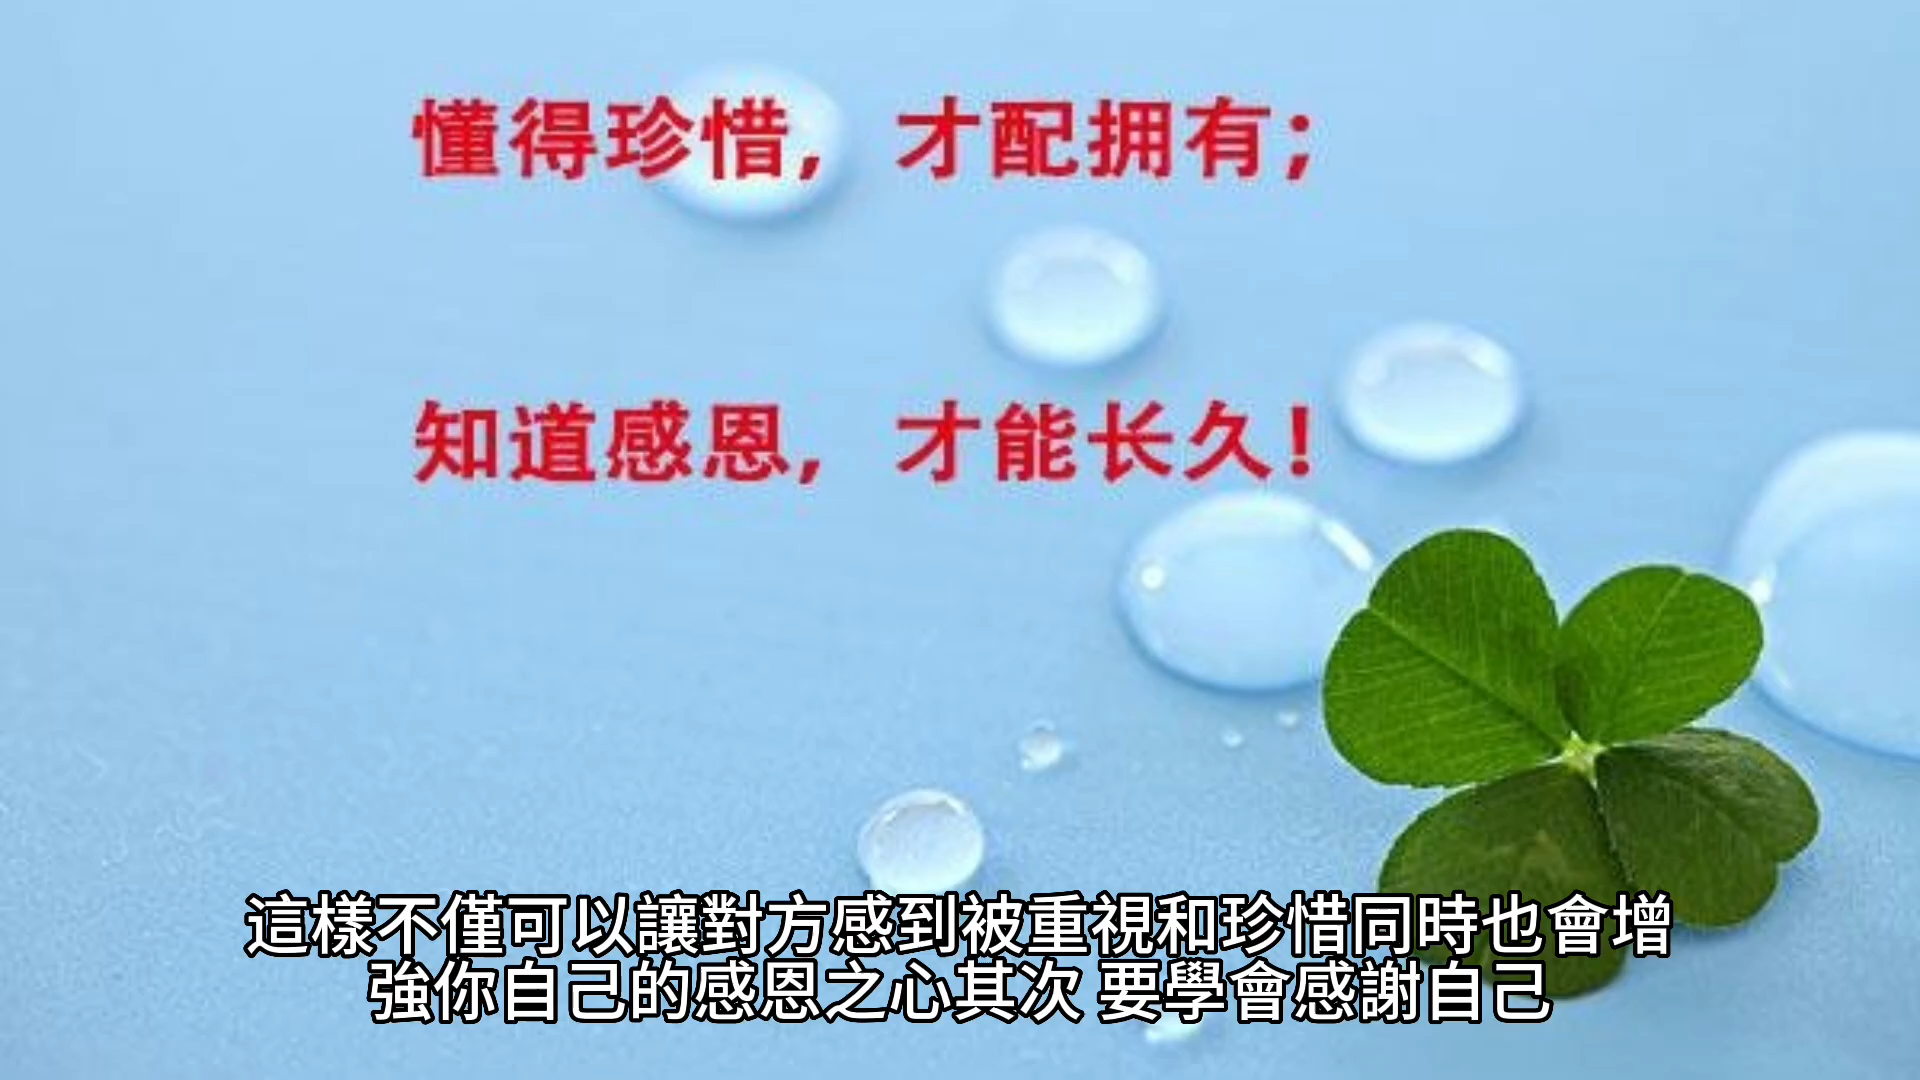 懂得珍惜，才配拥有；
知道感恩，才能长久！
這樣不僅可以讓對方感到被重視和珍惜同時也會增
強你自己的感恩之心其次 要學會感謝自己